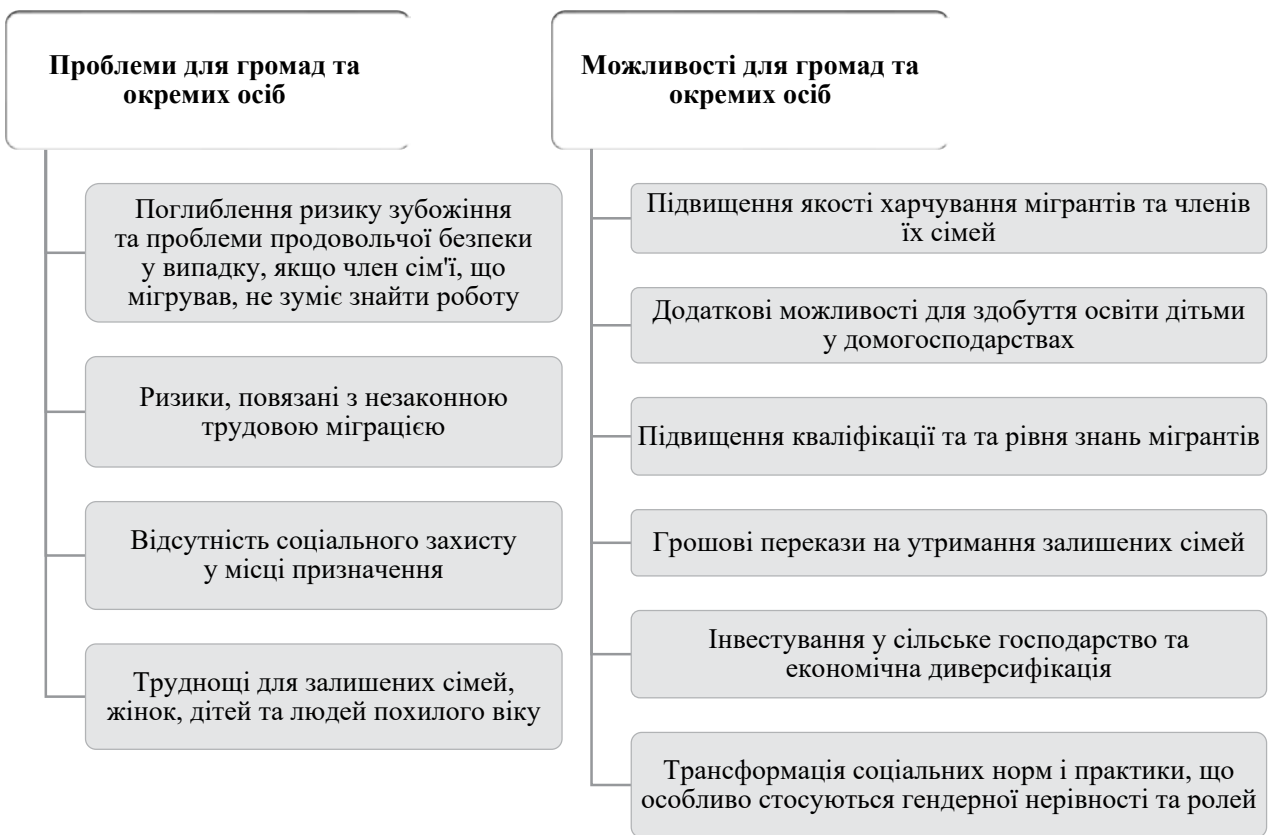 Проблеми для громад та
окремих осіб
Поглиблення ризику зубожіння
та проблеми продовольчої безпеки
у випадку, якщо член сім'ї, що
мігрував, не зуміє знайти роботу
Ризики, повязані з незаконною
трудовою міграцією
Відсутність соціального захисту
у місці призначення
Труднощі для залишених сімей,
жінок, дітей та людей похилого віку
Можливості для громад та
окремих осіб
Підвищення якості харчування мігрантів та членів
їх сімей
Додаткові можливості для здобуття освіти дітьми
у домогосподарствах
Підвищення кваліфікації та та рівня знань мігрантів
Грошові перекази на утримання залишених сімей
Інвестування у сільське господарство та
економічна диверсифікація
Трансформація соціальних норм і практики, що
особливо стосуються гендерної нерівності та ролей